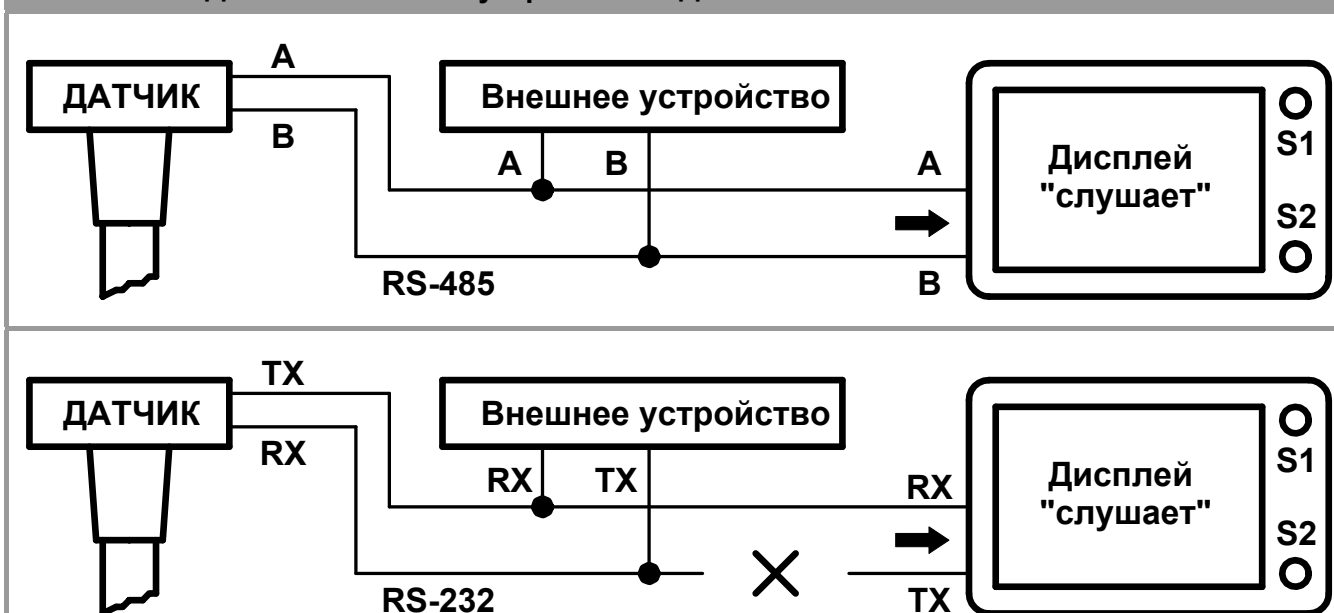 A
ДАТЧИК
B
Внешнее устройство
A
B
A
B
RS-485
Дисплей
"слушает"
S1
S2
TX
ДАТЧИК
RX
Внешнее устройство
RX
TX
RX
TX
RS-232
Дисплей
"слушает"
S1
S2